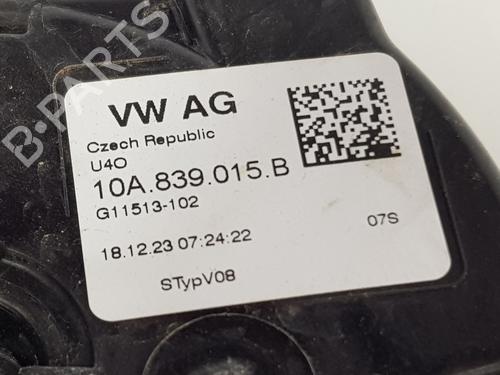 VW AG
Czech Republic
U4O
10A.839.015.B
G11513-102
18.12.23 07:24:22
07S
STypV08
B-PARTS